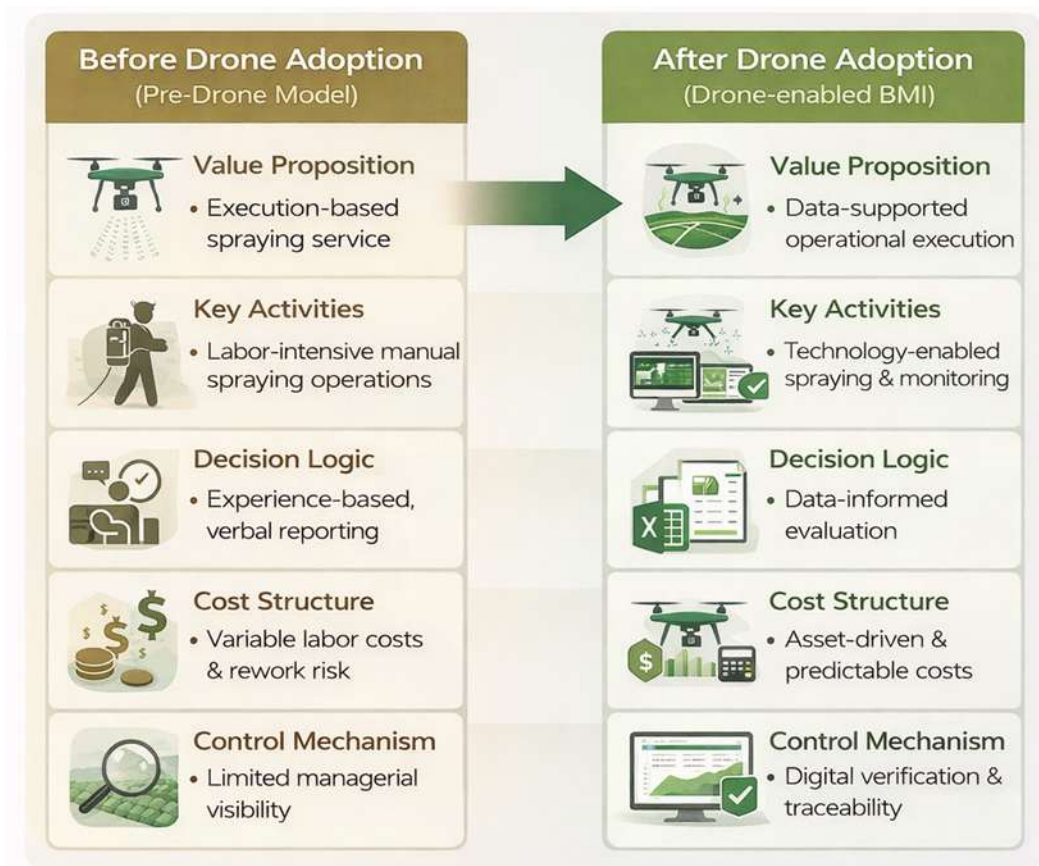 Before Drone Adoption
(Pre-Drone Model)
Value Proposition
• Execution-based
spraying service
Key Activities
• Labor-intensive manual
spraying operations
Decision Logic
• Experience-based,
verbal reporting
Cost Structure
• Variable labor costs
& rework risk
Control Mechanism
• Limited managerial
visibility
After Drone Adoption
(Drone-enabled BMI)
Value Proposition
• Data-supported
operational execution
Key Activities
• Technology-enabled
spraying & monitoring
Decision Logic
• Data-informed
evaluation
X
Cost Structure
• Asset-driven &
predictable costs
$
Control Mechanism
• Digital verification &
traceability